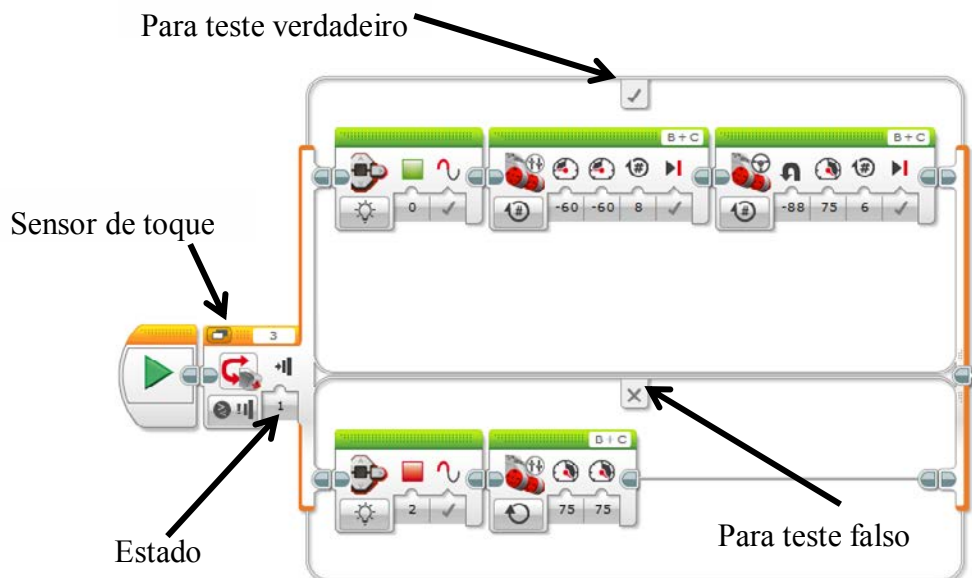 Para teste verdadeiro
B + C
B + C
0
-60 -60 8
-88 75 6
Sensor de toque
3
1
B + C
2
75 75
Estado
Para teste falso